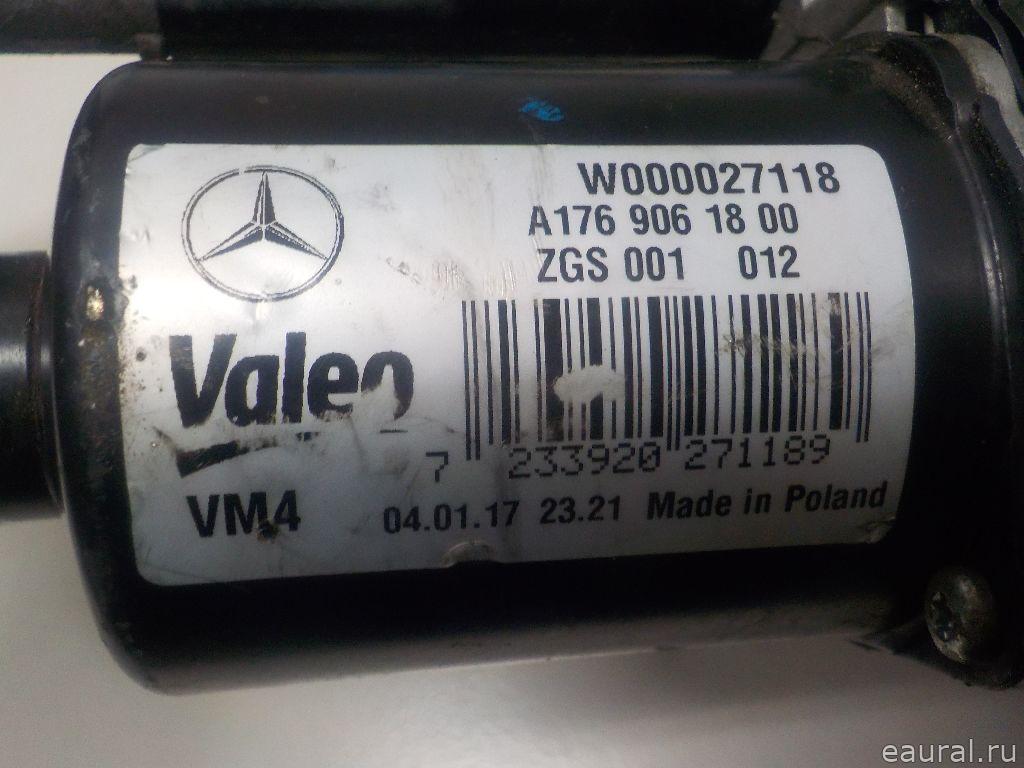 W000027118
A176 906 18 00
ZGS 001 012
Valeo
7 233920 271189
VM4
04.01.17 23.21 Made in Poland
eaural.ru